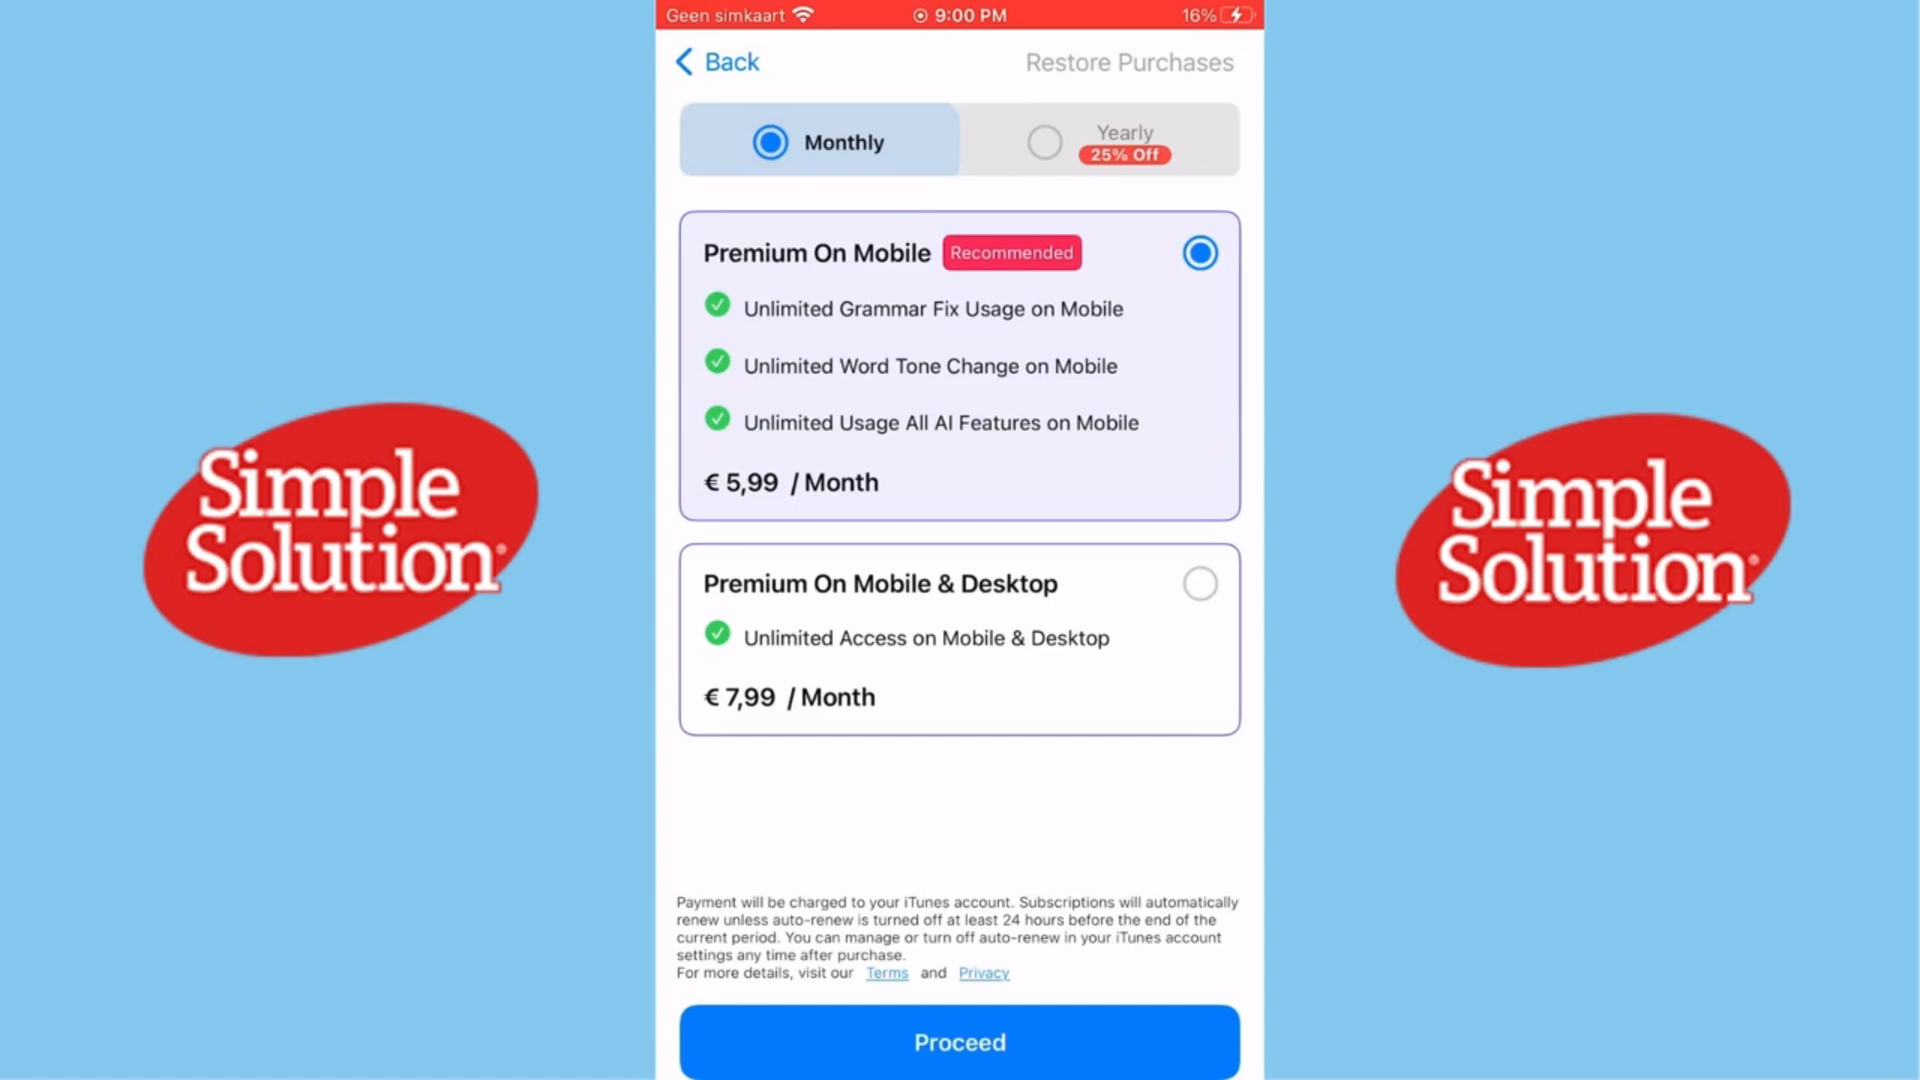 Geen simkaart 9:00 PM 16%
Back Restore Purchases
Monthly
Yearly
25% Off
Premium On Mobile Recommended
Unlimited Grammar Fix Usage on Mobile
Unlimited Word Tone Change on Mobile
Unlimited Usage All AI Features on Mobile
€ 5,99 / Month
Premium On Mobile & Desktop
Unlimited Access on Mobile & Desktop
€ 7,99 / Month
Payment will be charged to your iTunes account. Subscriptions will automatically
renew unless auto-renew is turned off at least 24 hours before the end of the
current period. You can manage or turn off auto-renew in your iTunes account
settings any time after purchase.
For more details, visit our Terms and Privacy
Proceed
Simple
Solution®
Simple
Solution®